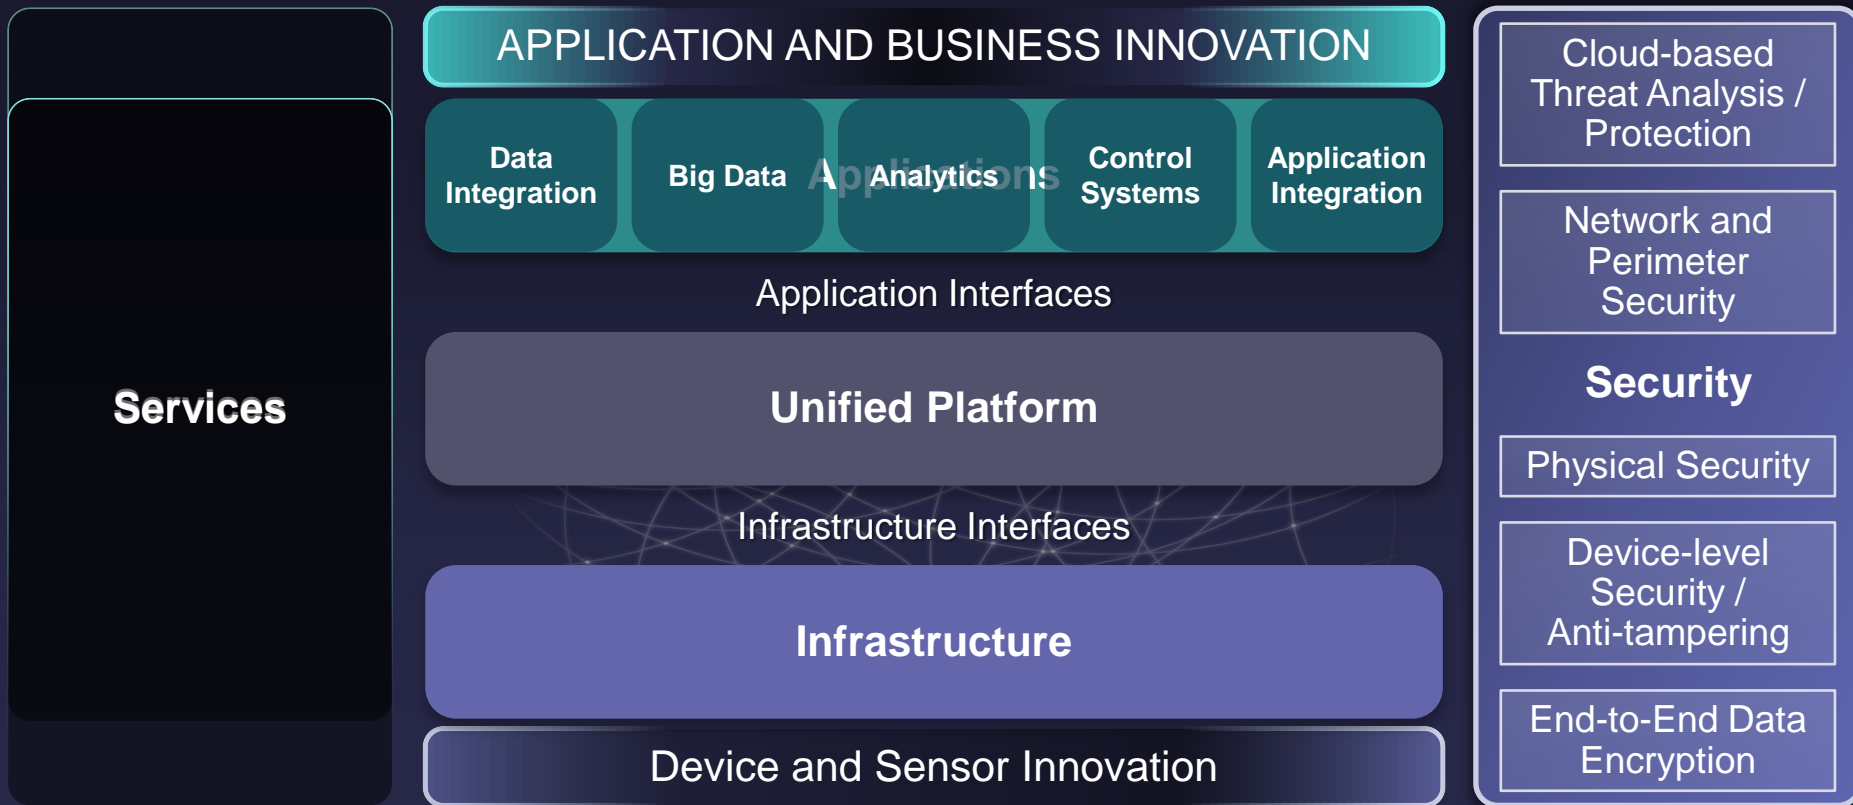 Services
APPLICATION AND BUSINESS INNOVATION
Data
Integration
Big Data
Applications
Analytics
Control
Systems
Application
Integration
Application Interfaces
Unified Platform
Infrastructure Interfaces
Infrastructure
Device and Sensor Innovation
Cloud-based
Threat Analysis /
Protection
Network and
Perimeter
Security
Security
Physical Security
Device-level
Security /
Anti-tampering
End-to-End Data
Encryption